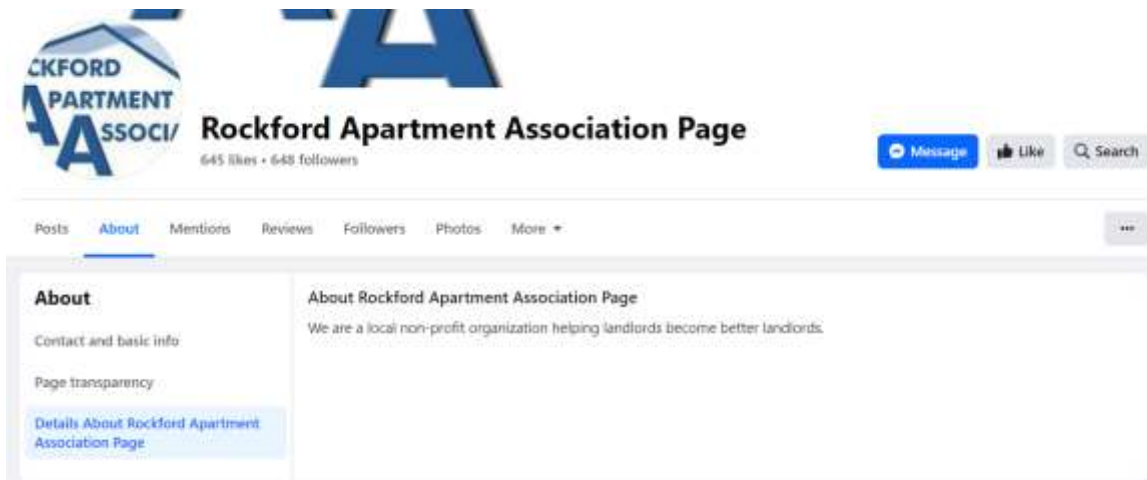 CKFORD
APARTMENT
ASSOCI
Rockford Apartment Association Page
645 likes • 648 followers
Message
Like
Search
Posts
About
Mentions
Reviews
Followers
Photos
More
About
Contact and basic info
Page transparency
Details About Rockford Apartment
Association Page
About Rockford Apartment Association Page
We are a local non-profit organization helping landlords become better landlords.